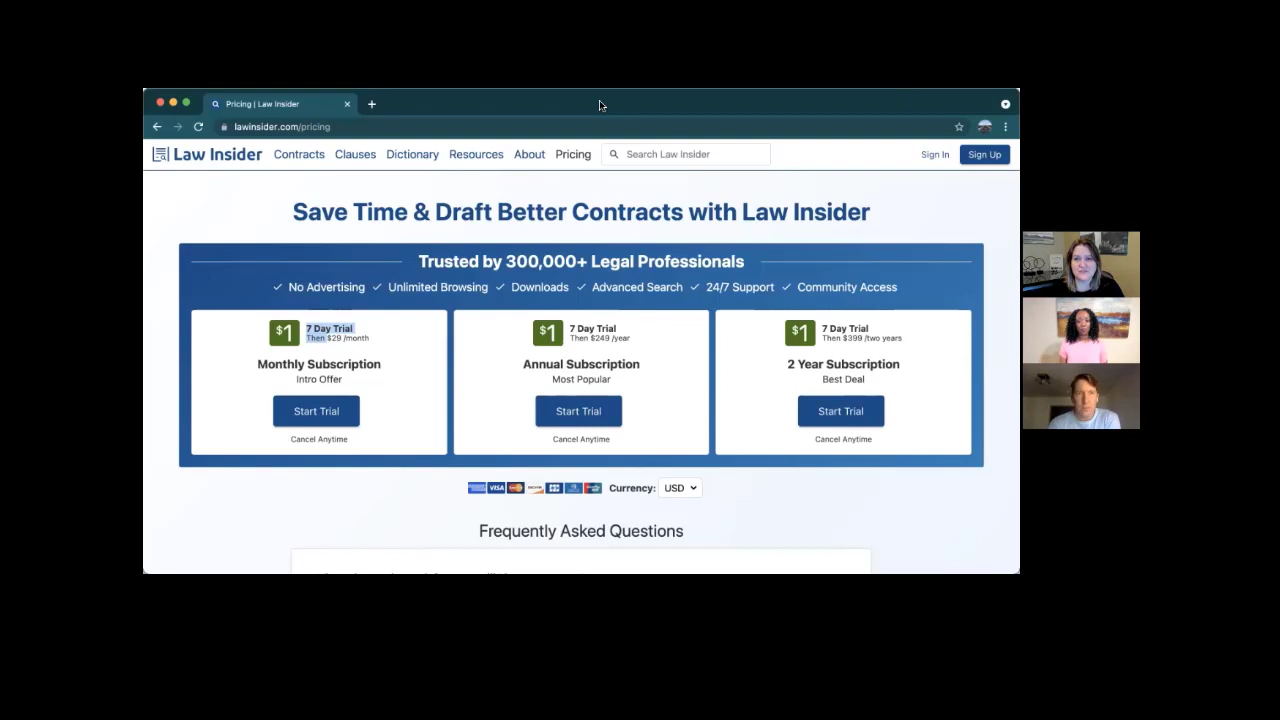 Pricing | Law Insider
lawinsider.com/pricing
Law Insider Contracts Clauses Dictionary Resources About Pricing Search Law Insider Sign In Sign Up
Save Time & Draft Better Contracts with Law Insider
Trusted by 300,000+ Legal Professionals
No Advertising Unlimited Browsing Downloads Advanced Search 24/7 Support Community Access
$1 7 Day Trial
Then $29 /month
Monthly Subscription
Intro Offer
Start Trial
Cancel Anytime
$1 7 Day Trial
Then $249 /year
Annual Subscription
Most Popular
Start Trial
Cancel Anytime
$1 7 Day Trial
Then $399 /two years
2 Year Subscription
Best Deal
Start Trial
Cancel Anytime
VISA Currency: USD
Frequently Asked Questions